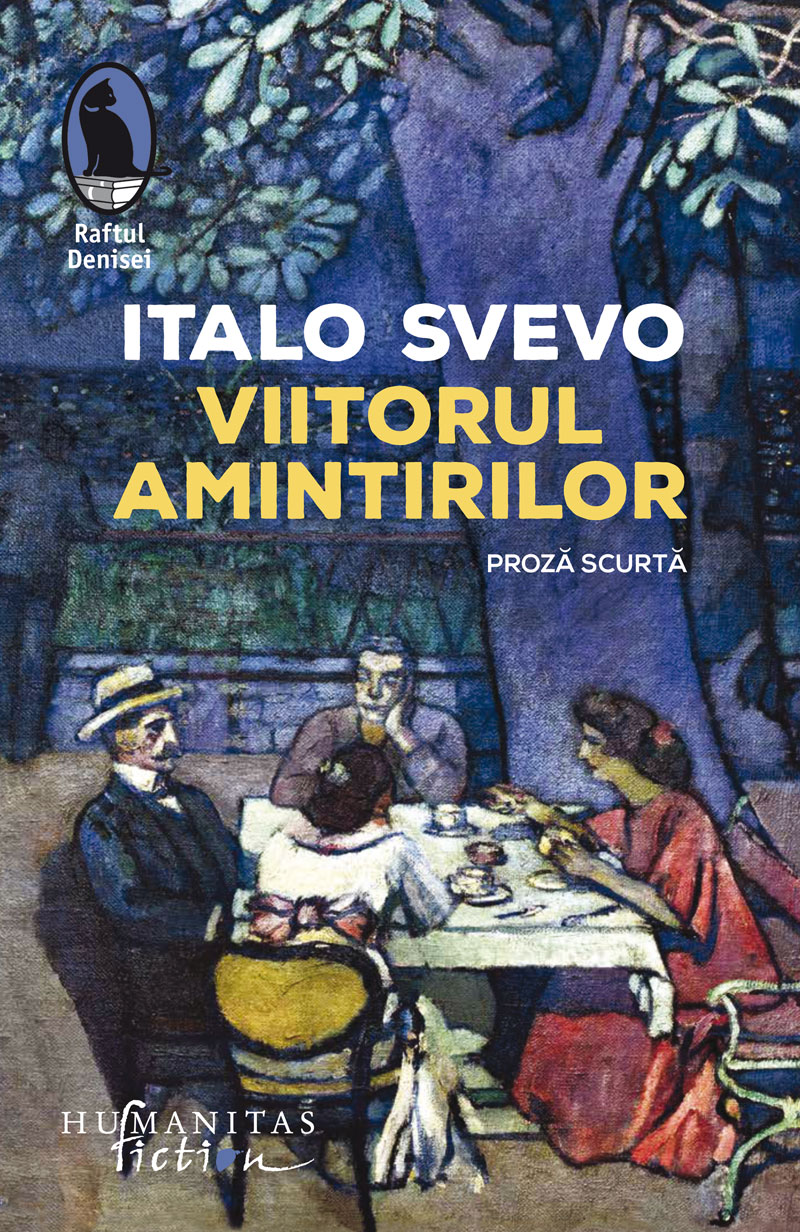 Raftul
Denisei
ITALO SVEVO
VIITORUL
AMINTIRILOR
PROZĂ SCURTĂ
HUMANITAS
fiction